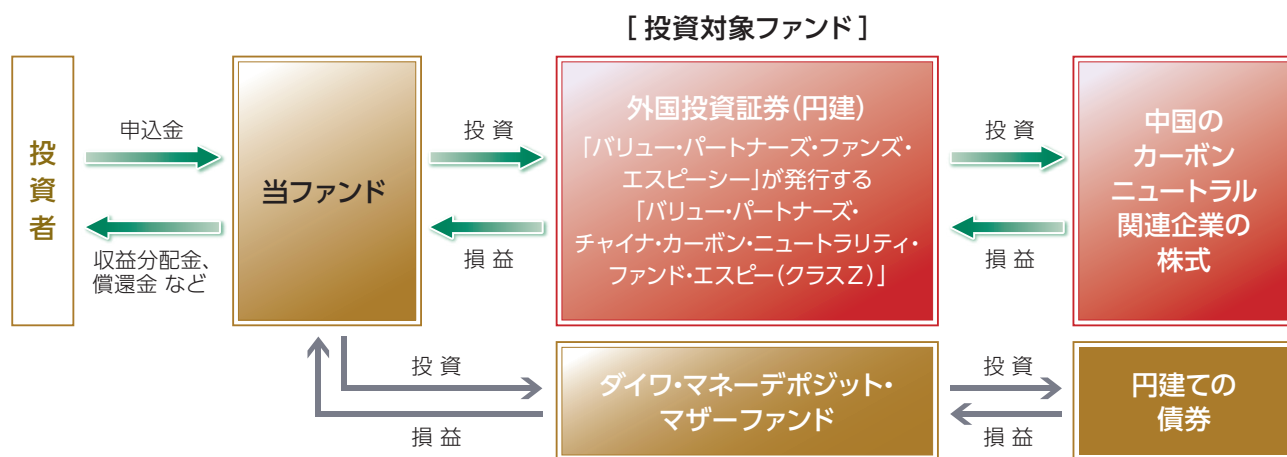 [ 投資対象ファンド ]
投資者
申込金
収益分配金、
償還金 など
当ファンド
投 資
損 益
外国投資証券(円建)
「バリュー・パートナーズ・ファンズ・
エスピーシー」が発行する
「バリュー・パートナーズ・
チャイナ・カーボン・ニュートラリティ・
ファンド・エスピー(クラスZ)」
投 資
損 益
中国の
カーボン
ニュートラル
関連企業の
株式
投 資
損 益
ダイワ・マネーデポジット・
マザーファンド
投 資
損 益
円建ての
債券